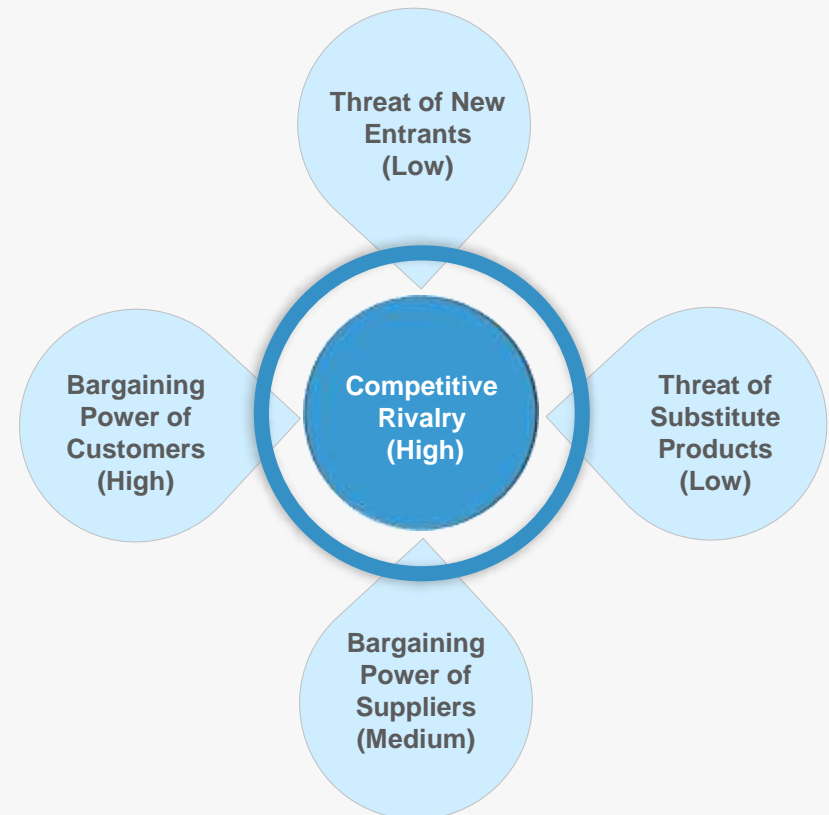 Threat of New
Entrants
(Low)
Bargaining
Power of
Customers
(High)
Competitive
Rivalry
(High)
Threat of
Substitute
Products
(Low)
Bargaining
Power of
Suppliers
(Medium)